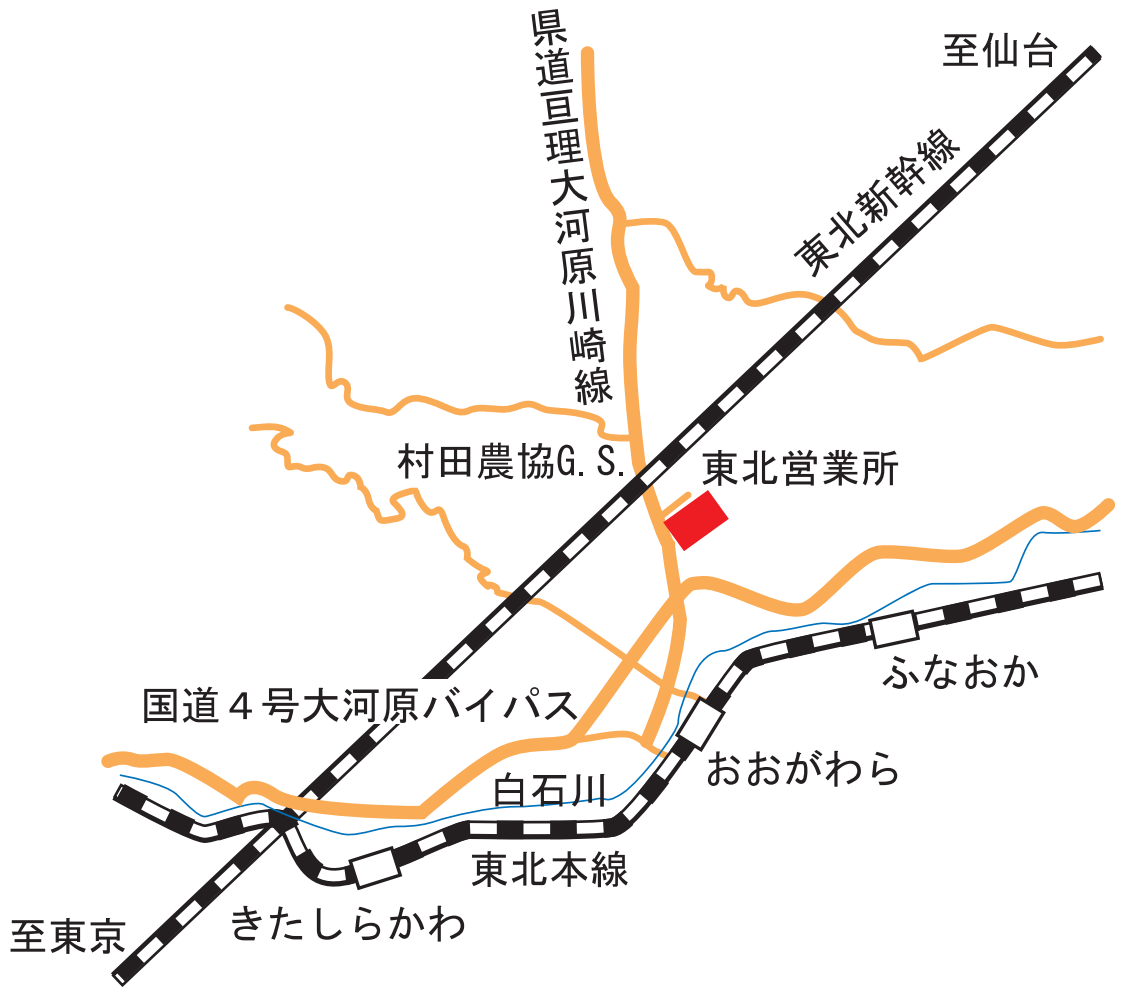 県道亘理大河原川崎線
至仙台
東北新幹線
村田農協G.S.
東北営業所
ふなおか
国道４号大河原バイパス
おおがわら
白石川
東北本線
きたしらかわ
至東京